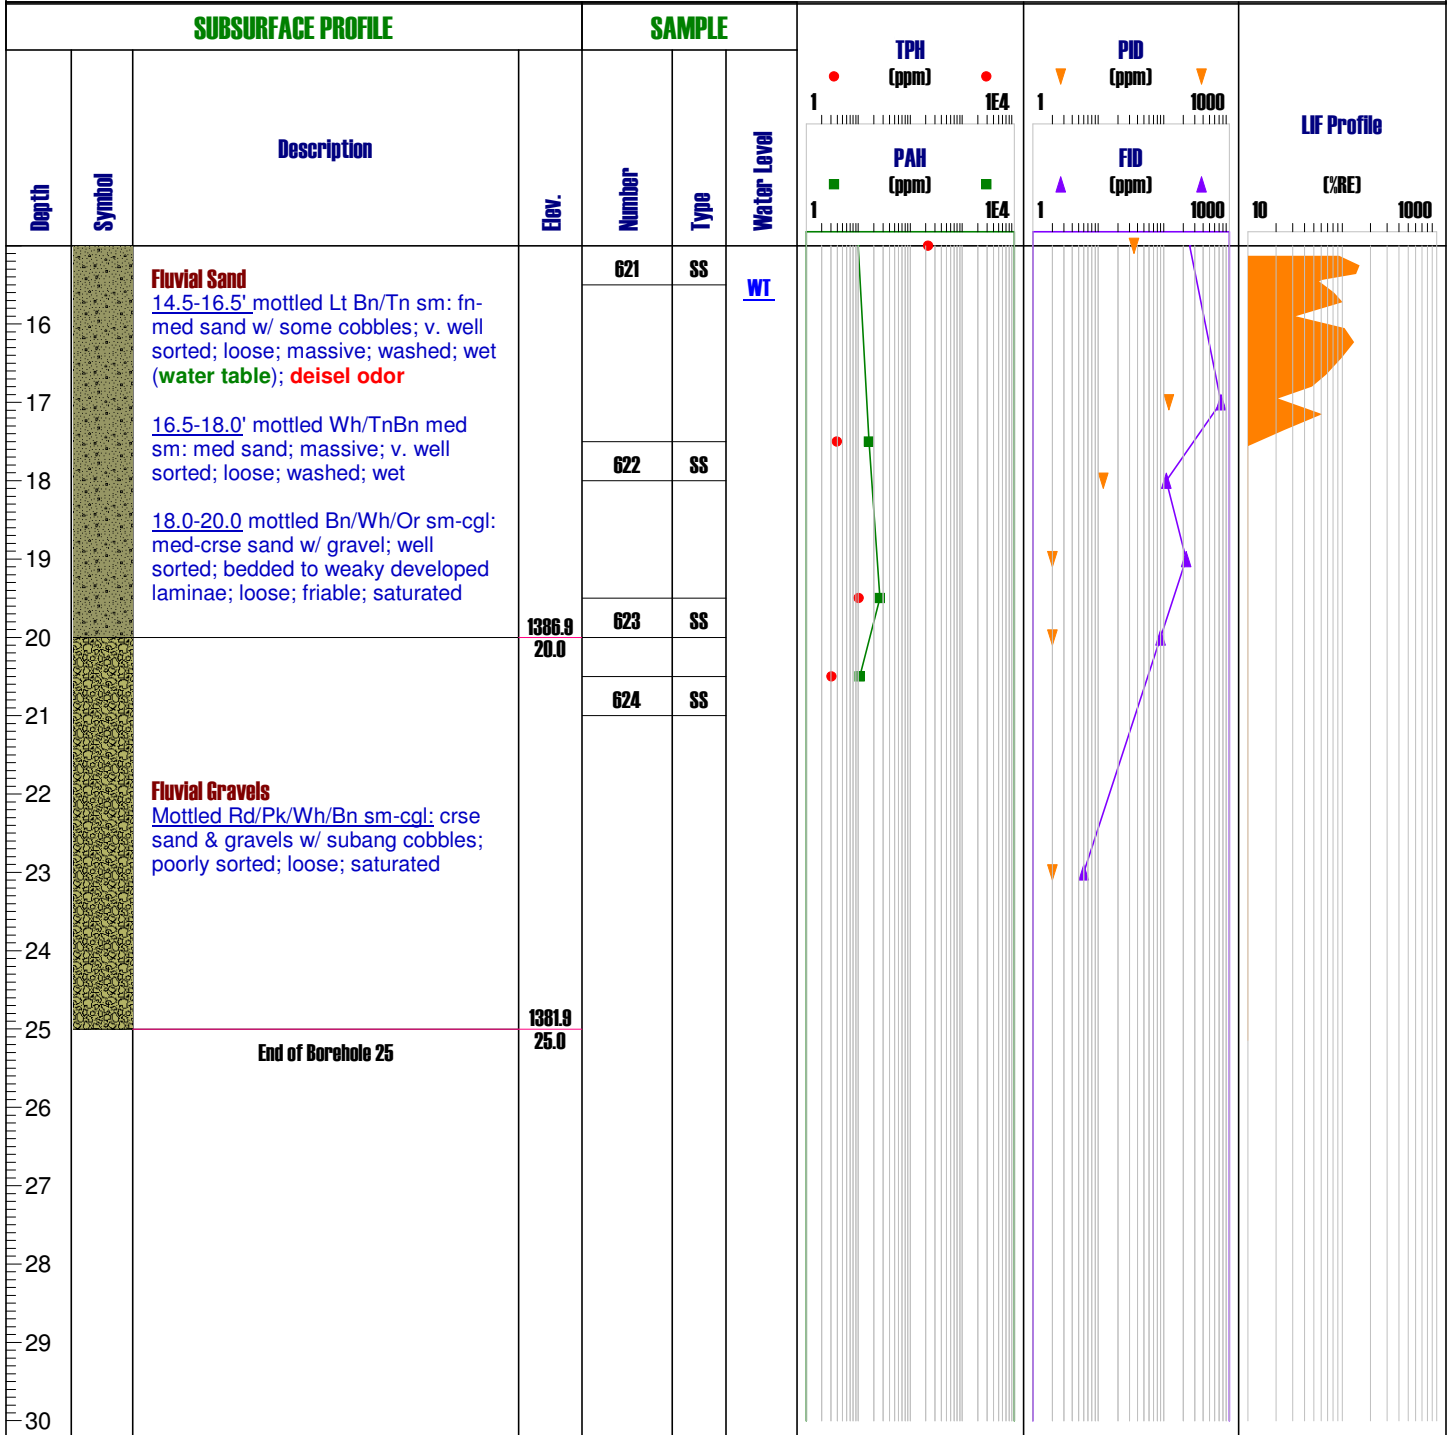 SUBSURFACE PROFILE
SAMPLE
Depth
Symbol
Description
Elev.
Number
Type
Water Level
TPH
(ppm)
1 1E4
PAH
(ppm)
1 1E4
PID
(ppm)
1 1000
FID
(ppm)
1 1000
LIF Profile
(%RE)
10 1000
Fluvial Sand
14.5-16.5' mottled Lt Bn/Tn sm: fn-
med sand w/ some cobbles; v. well
sorted; loose; massive; washed; wet
(water table); deisel odor
16.5-18.0' mottled Wh/TnBn med
sm: med sand; massive; v. well
sorted; loose; washed; wet
18.0-20.0 mottled Bn/Wh/Or sm-cgl:
med-crse sand w/ gravel; well
sorted; bedded to weaky developed
laminae; loose; friable; saturated
1386.9
20.0
Fluvial Gravels
Mottled Rd/Pk/Wh/Bn sm-cgl: crse
sand & gravels w/ subang cobbles;
poorly sorted; loose; saturated
1381.9
25.0
End of Borehole 25
621 SS
622 SS
623 SS
624 SS
WT
16
17
18
19
20
21
22
23
24
25
26
27
28
29
30